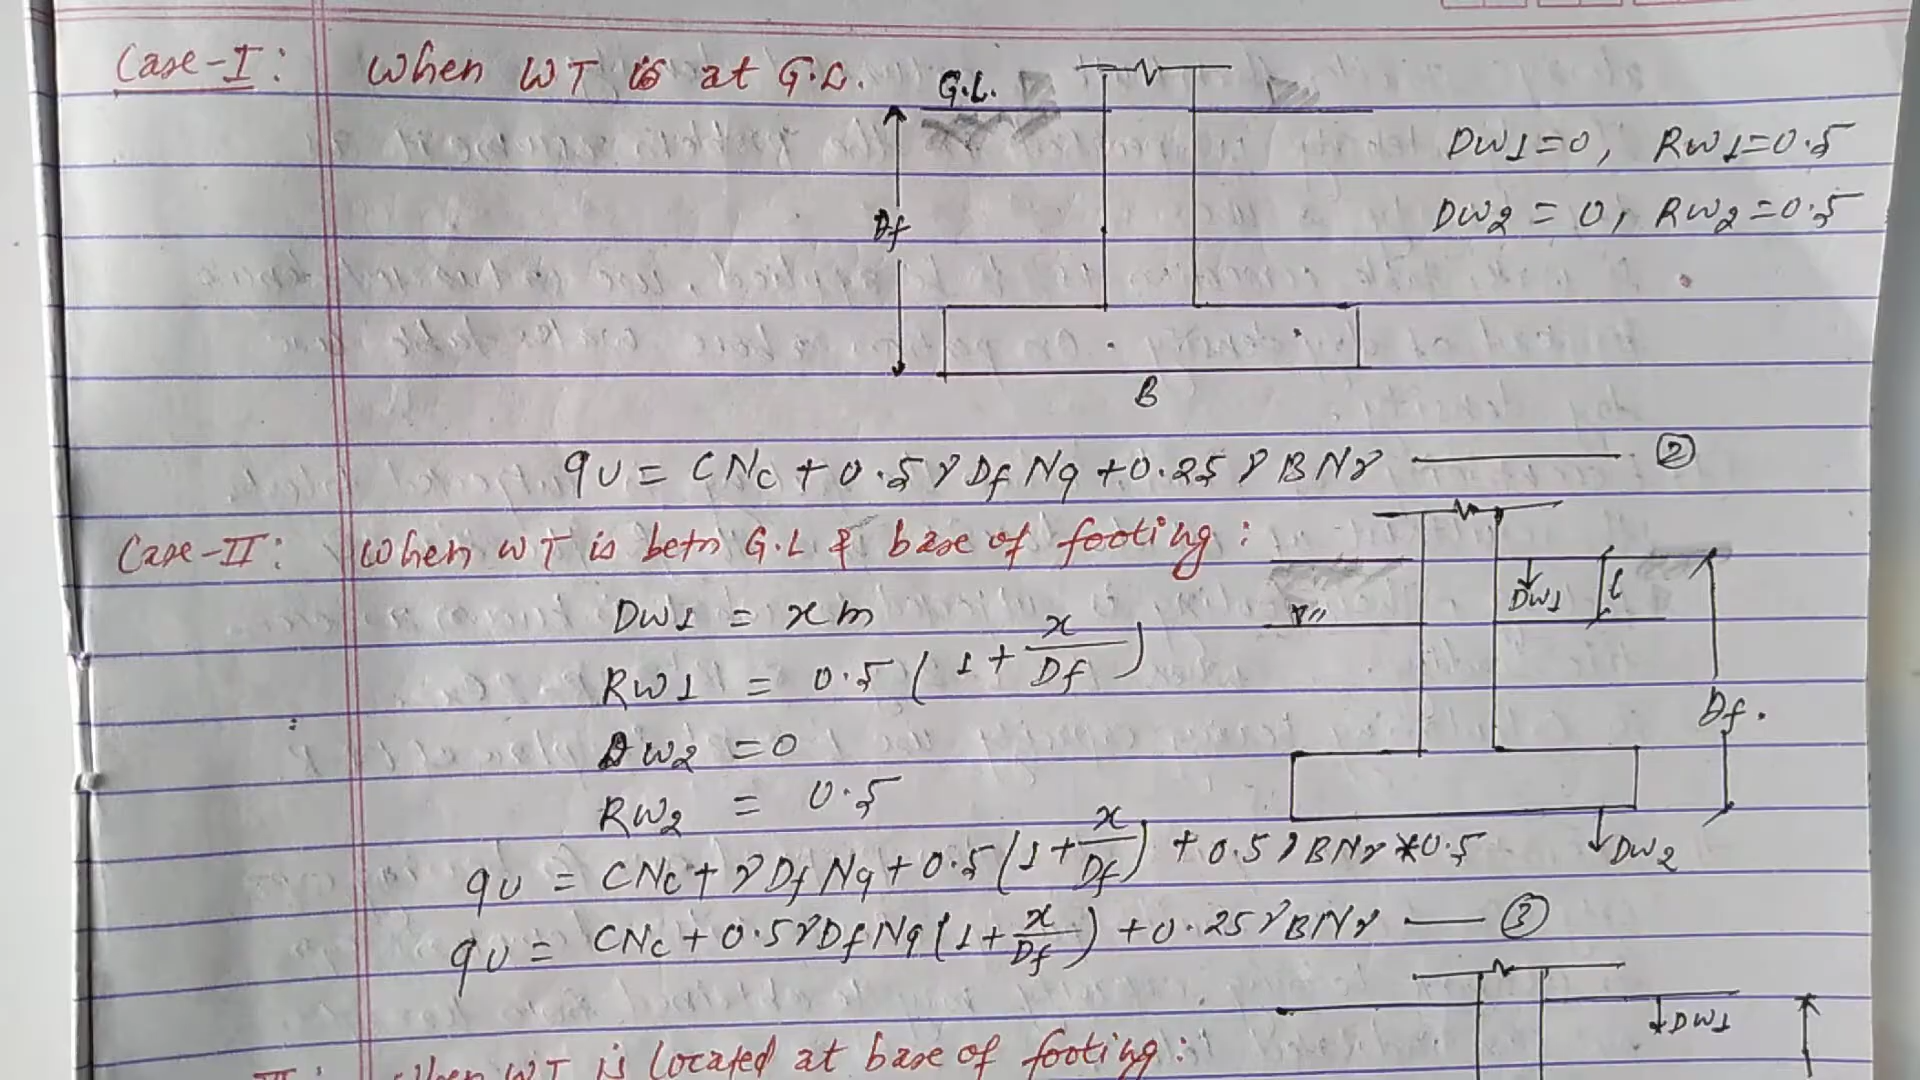 Case-I: When WT is at G.L.
G.L.
DW1=0, RW1=0.5
Df
DW2 = 0, RW2=0.5
B
qu = CNc + 0.5 γ Df Nq + 0.25 γ B Nγ ——— ②
Case-II: When WT is betn G.L & base of footing:
DW1 = x m
DW1
RW1 = 0.5 (1 + x/Df)
Df.
DW2 = 0
RW2 = 0.5
qu = CNc + γ Df Nq + 0.5 (1 + x/Df) + 0.5 γ B Nγ * 0.5
DW2
qu = CNc + 0.5 γ Df Nq (1 + x/Df) + 0.25 γ B Nγ —— ③
DW1
When WT is located at base of footing: